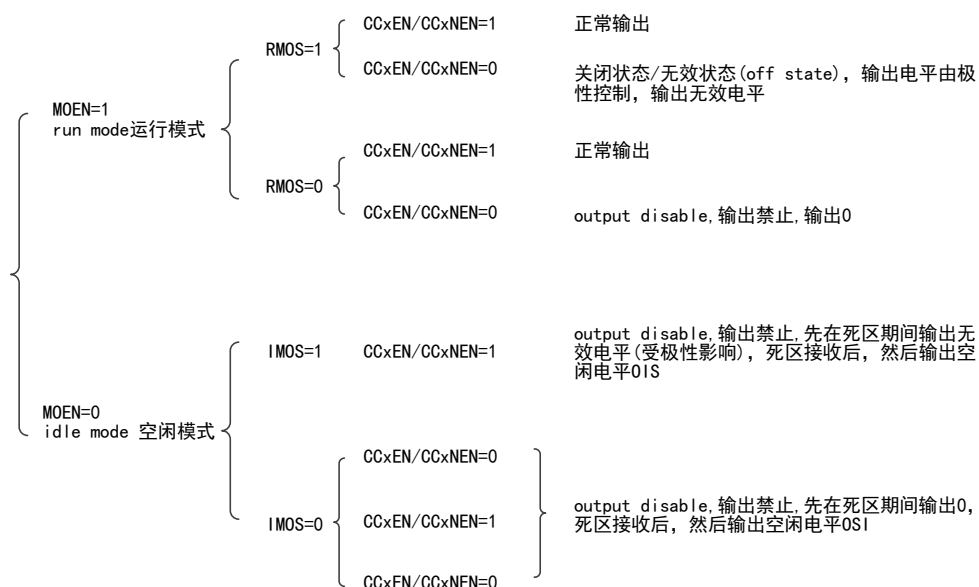 CCxEN/CCxNEN=1 正常输出
RMOS=1
CCxEN/CCxNEN=0 关闭状态/无效状态(off state), 输出电平由极
性控制, 输出无效电平
MOEN=1
run mode运行模式
CCxEN/CCxNEN=1 正常输出
RMOS=0
CCxEN/CCxNEN=0 output disable,输出禁止,输出0
output disable,输出禁止,先在死区期间输出无
IMOS=1 CCxEN/CCxNEN=1 效电平(受极性影响), 死区接收后, 然后输出空
闲电平OIS
MOEN=0
idle mode 空闲模式
CCxEN/CCxNEN=0
output disable,输出禁止,先在死区期间输出0,
IMOS=0 CCxEN/CCxNEN=1 死区接收后, 然后输出空闲电平OSI
CCxEN/CCxNEN=0